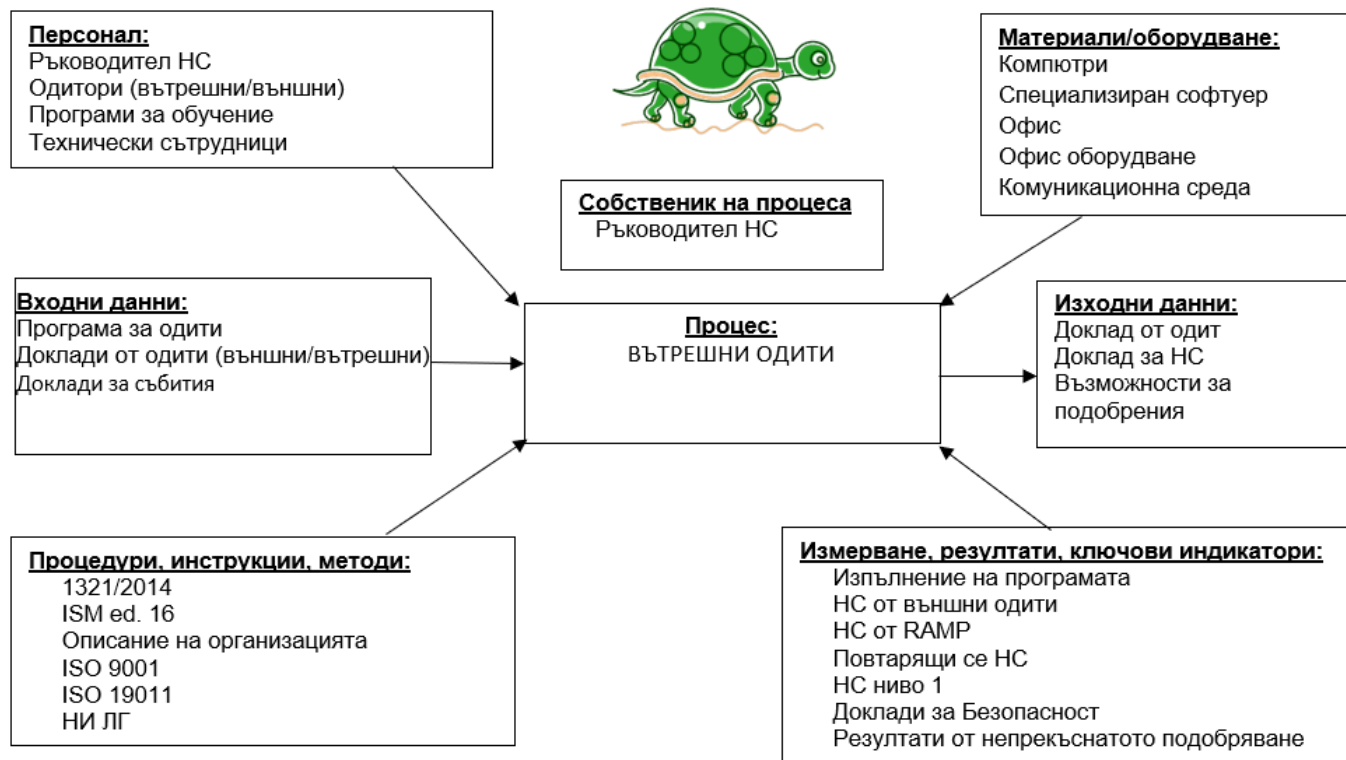 Персонал:
Ръководител НС
Одитори (вътрешни/външни)
Програми за обучение
Технически сътрудници
Материали/оборудване:
Компютри
Специализиран софтуер
Офис
Офис оборудване
Комуникационна среда
Собственик на процеса
Ръководител НС
Входни данни:
Програма за одити
Доклади от одити (външни/вътрешни)
Доклади за събития
Процес:
ВЪТРЕШНИ ОДИТИ
Изходни данни:
Доклад от одит
Доклад за НС
Възможности за
подобрения
Процедури, инструкции, методи:
1321/2014
ISM ed. 16
Описание на организацията
ISO 9001
ISO 19011
НИ ЛГ
Измерване, резултати, ключови индикатори:
Изпълнение на програмата
НС от външни одити
НС от RAMP
Повтарящи се НС
НС ниво 1
Доклади за Безопасност
Резултати от непрекъснатото подобряване